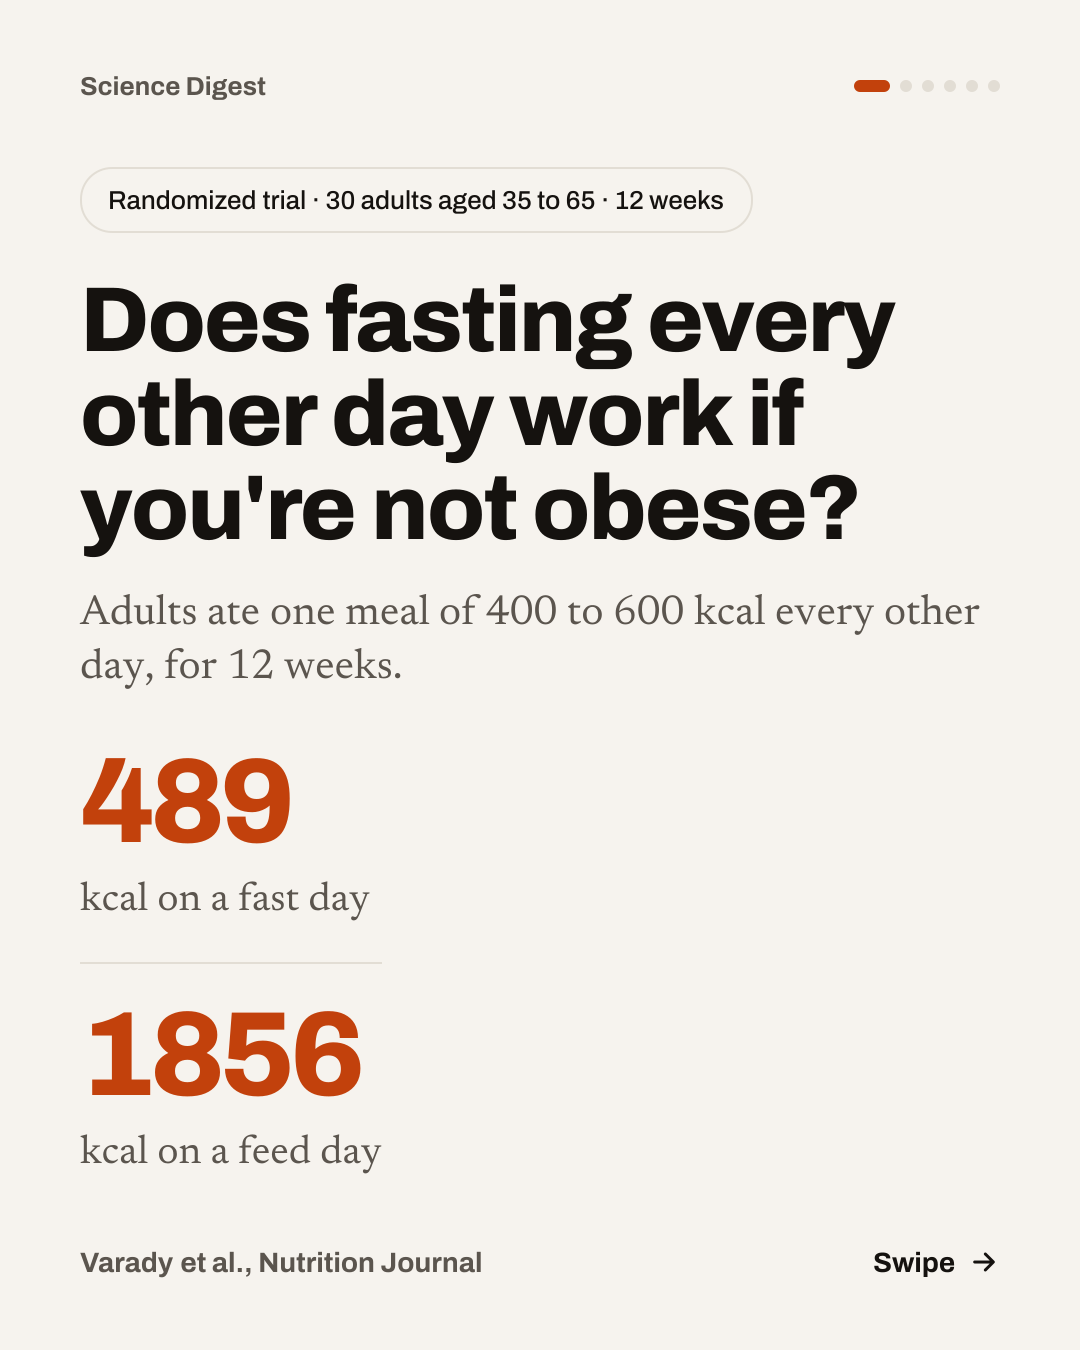 Science Digest
Randomized trial · 30 adults aged 35 to 65 · 12 weeks
Does fasting every
other day work if
you're not obese?
Adults ate one meal of 400 to 600 kcal every other
day, for 12 weeks.
489
kcal on a fast day
1856
kcal on a feed day
Varady et al., Nutrition Journal
Swipe →